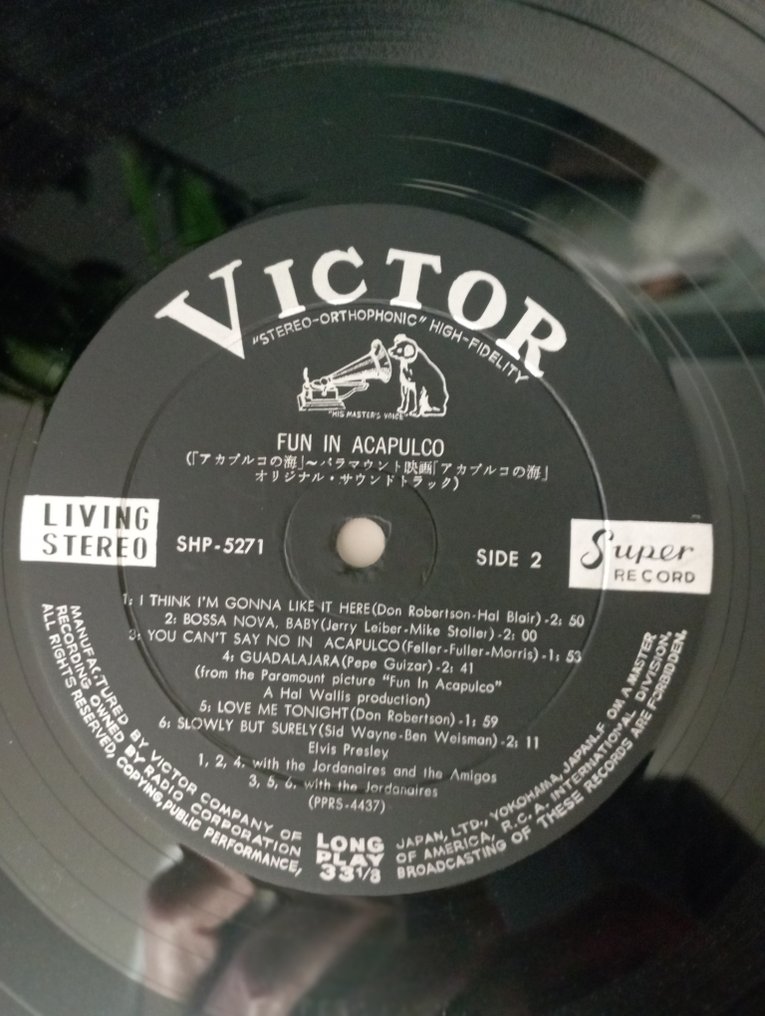 VICTOR
"STEREO-ORTHOPHONIC" HIGH-FIDELITY
"HIS MASTER'S VOICE"
FUN IN ACAPULCO
(「アカプルコの海」~パラマウント映画「アカプルコの海」
オリジナル・サウンドトラック)
LIVING
STEREO
SHP-5271
SIDE 2
Super
RECORD
1: I THINK I'M GONNA LIKE IT HERE(Don Robertson-Hal Blair)-2: 50
2: BOSSA NOVA, BABY(Jerry Leiber-Mike Stoller)-2: 00
3: YOU CAN'T SAY NO IN ACAPULCO(Feller-Fuller-Morris)-1: 53
4: GUADALAJARA(Pepe Guizar)-2: 41
(from the Paramount picture "Fun In Acapulco"
A Hal Wallis production)
5: LOVE ME TONIGHT(Don Robertson)-1: 59
6: SLOWLY BUT SURELY(Sid Wayne-Ben Weisman)-2: 11
Elvis Presley
1, 2, 4, with the Jordanaires and the Amigos
3, 5, 6, with the Jordanaires
(PPRS-4437)
MANUFACTURED BY VICTOR COMPANY OF JAPAN, LTD., YOKOHAMA, JAPAN. ON A MASTER
RECORDING OWNED BY RADIO CORPORATION OF AMERICA, R.C.A. INTERNATIONAL DIVISION.
ALL RIGHTS RESERVED, COPYING, PUBLIC PERFORMANCE, BROADCASTING OF THESE RECORDS ARE FORBIDDEN.
LONG
PLAY
33 1/3